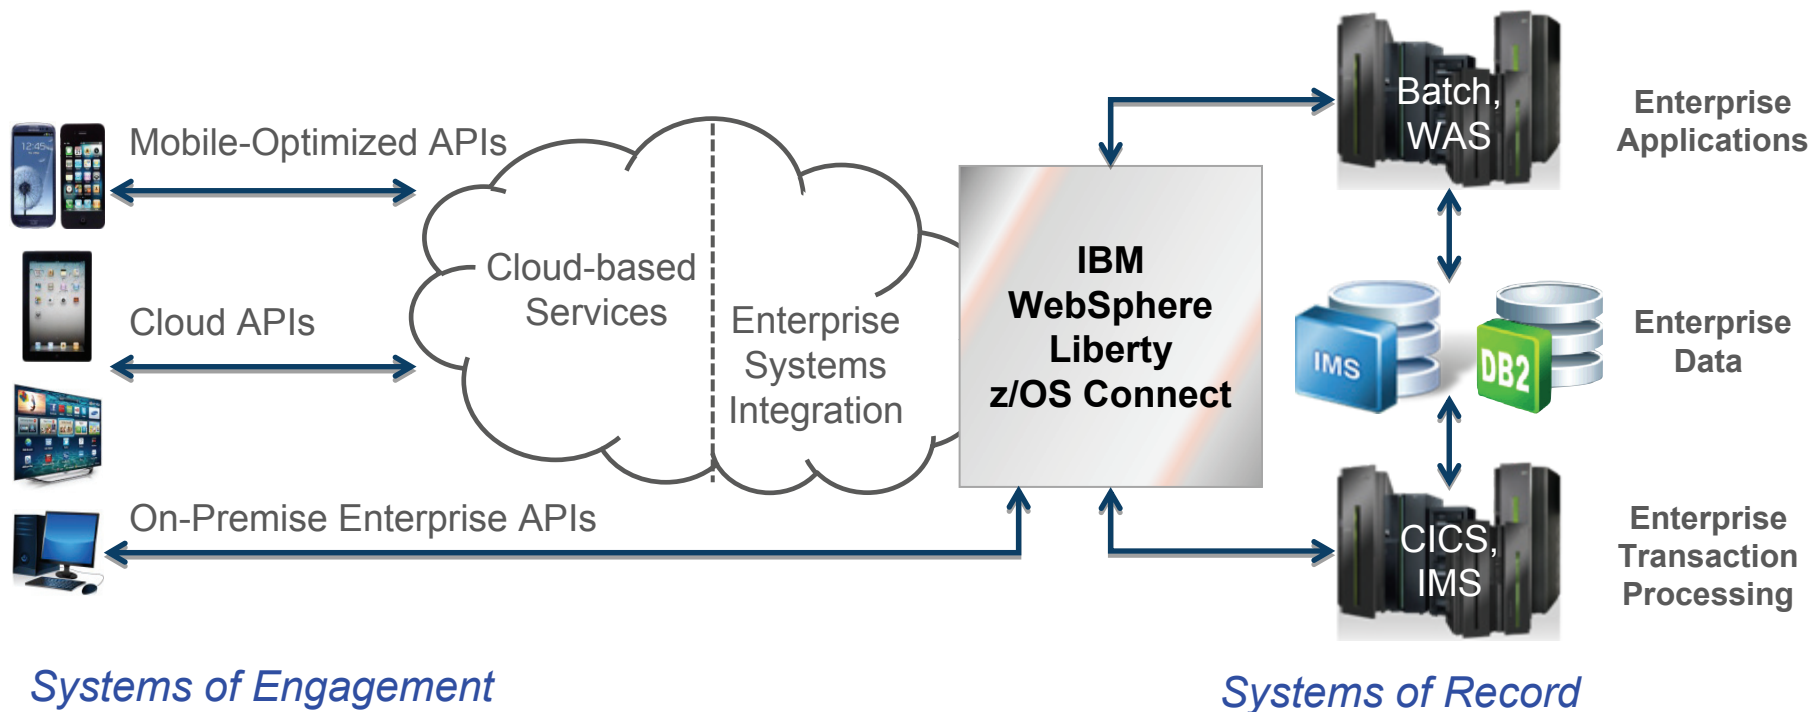 Mobile-Optimized APIs
Cloud APIs
On-Premise Enterprise APIs
Cloud-based
Services
Enterprise
Systems
Integration
IBM
WebSphere
Liberty
z/OS Connect
Batch,
WAS
Enterprise
Applications
IMS
DB2
Enterprise
Data
CICS,
IMS
Enterprise
Transaction
Processing
Systems of Engagement
Systems of Record
12:45